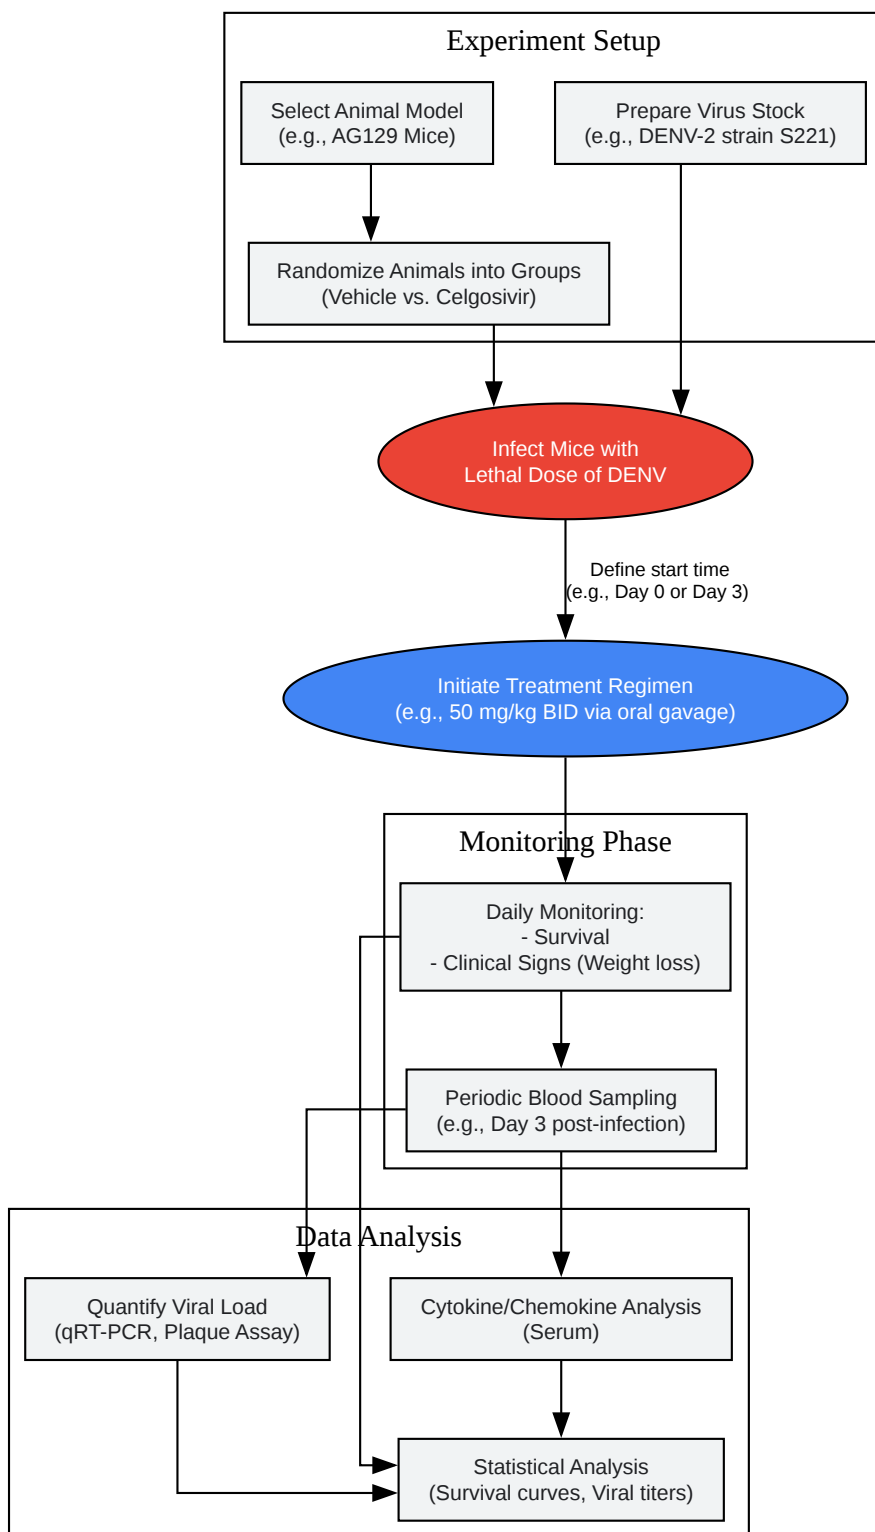 Experiment Setup
Select Animal Model
(e.g., AG129 Mice)
Prepare Virus Stock
(e.g., DENV-2 strain S221)
Randomize Animals into Groups
(Vehicle vs. Celgosivir)
Infect Mice with
Lethal Dose of DENV
Define start time
(e.g., Day 0 or Day 3)
Initiate Treatment Regimen
(e.g., 50 mg/kg BID via oral gavage)
Monitoring Phase
Daily Monitoring:
- Survival
- Clinical Signs (Weight loss)
Periodic Blood Sampling
(e.g., Day 3 post-infection)
Data Analysis
Quantify Viral Load
(qRT-PCR, Plaque Assay)
Cytokine/Chemokine Analysis
(Serum)
Statistical Analysis
(Survival curves, Viral titers)